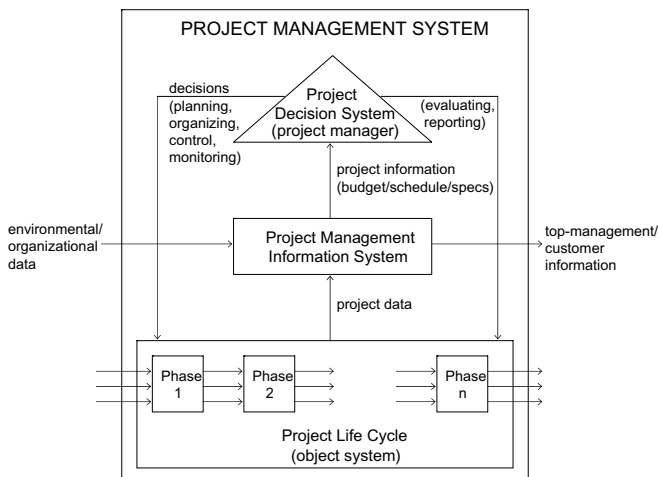 PROJECT MANAGEMENT SYSTEM
decisions
(planning,
organizing,
control,
monitoring)
Project
Decision System
(project manager)
(evaluating,
reporting)
project information
(budget/schedule/specs)
environmental/
organizational
data
Project Management
Information System
top-management/
customer
information
project data
Phase
1
Phase
2
Phase
n
Project Life Cycle
(object system)